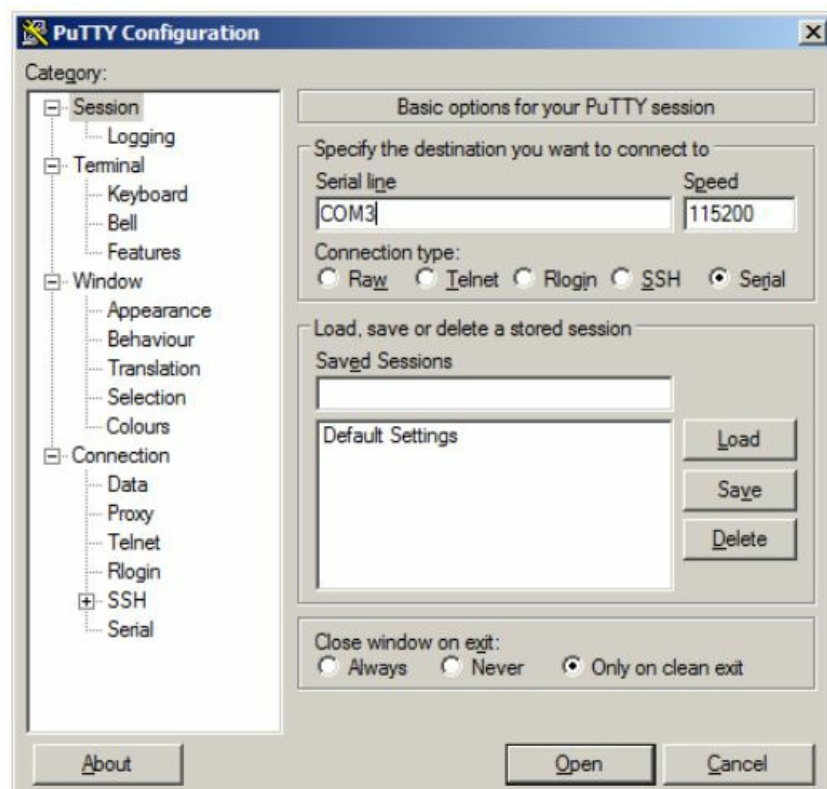 PuTTY Configuration
Category:
Session
Logging
Terminal
Keyboard
Bell
Features
Window
Appearance
Behaviour
Translation
Selection
Colours
Connection
Data
Proxy
Telnet
Rlogin
SSH
Serial
Basic options for your PuTTY session
Specify the destination you want to connect to
Serial line Speed
COM3 115200
Connection type:
Raw Telnet Rlogin SSH Serial
Load, save or delete a stored session
Saved Sessions
Default Settings
Load
Save
Delete
Close window on exit:
Always Never Only on clean exit
About Open Cancel